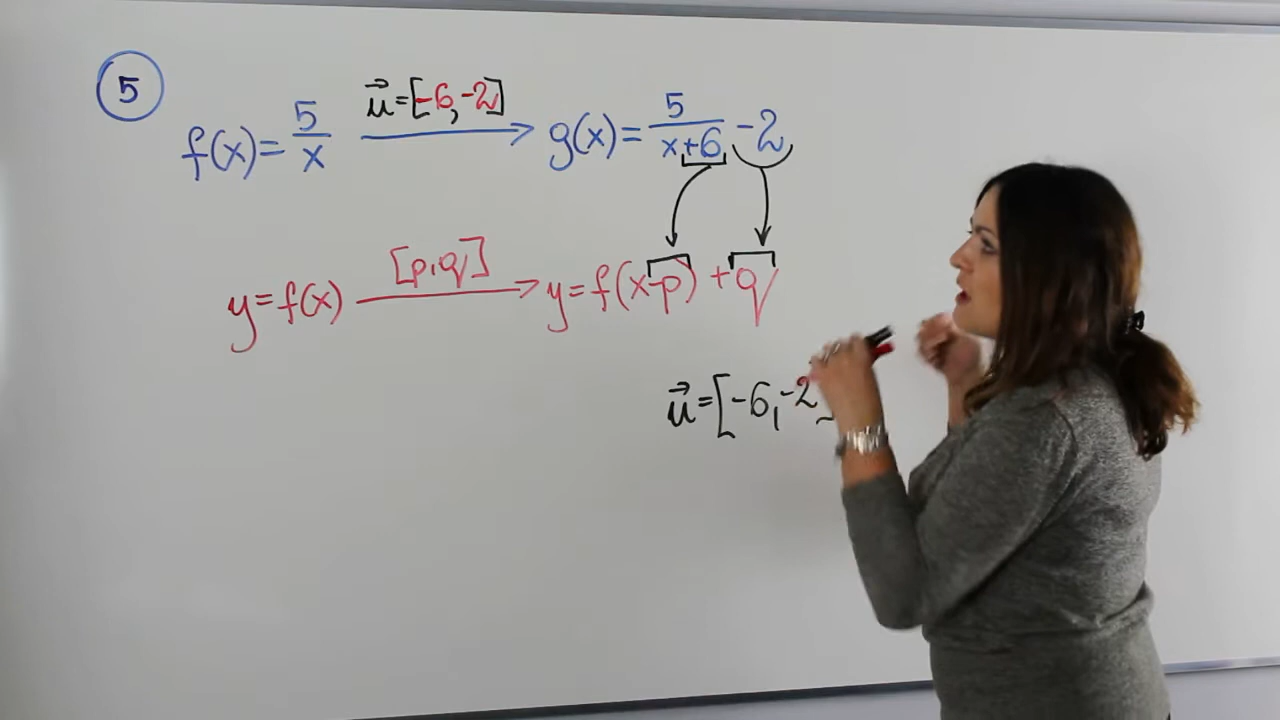 5
u⃗=[-6,-2]
f(x)=5/x → g(x)=5/(x+6) -2
[p,q]
y=f(x) → y=f(x-p)+q
u⃗=[-6,-2